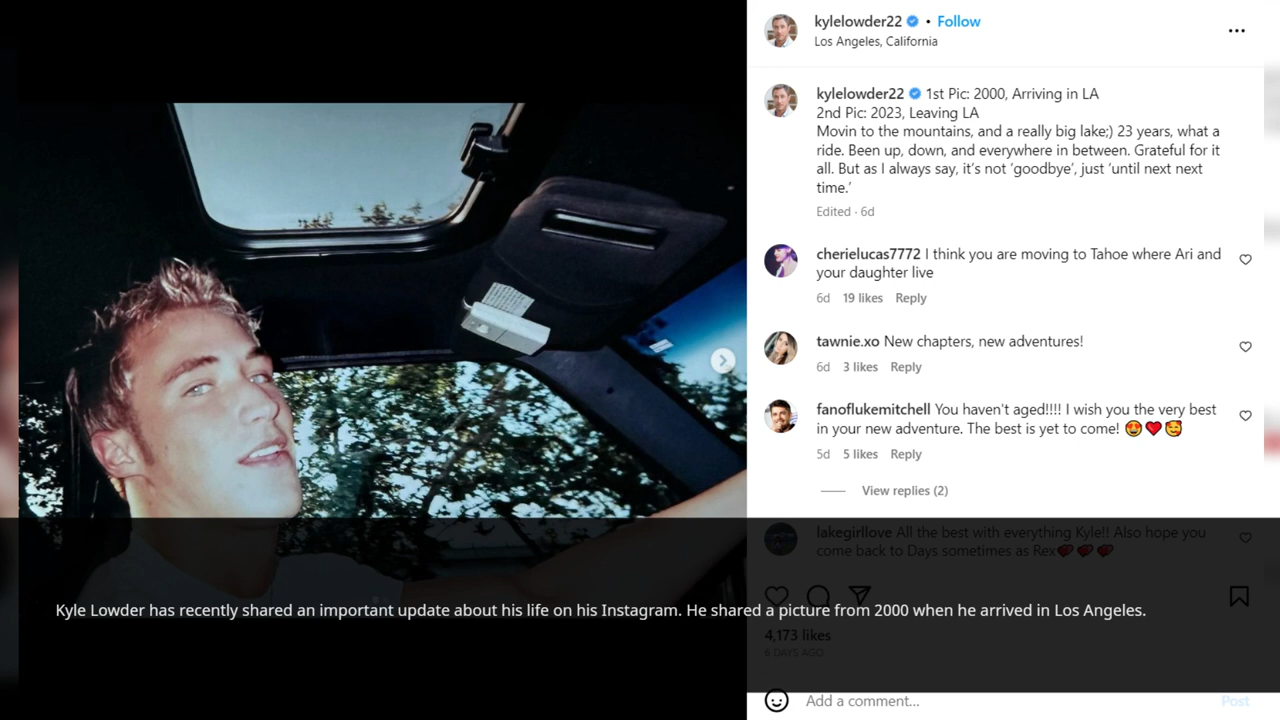 kylelowder22 • Follow
Los Angeles, California
kylelowder22 1st Pic: 2000, Arriving in LA
2nd Pic: 2023, Leaving LA
Movin to the mountains, and a really big lake;) 23 years, what a
ride. Been up, down, and everywhere in between. Grateful for it
all. But as I always say, it's not 'goodbye', just 'until next next
time.'
Edited · 6d
cherielucas7772 I think you are moving to Tahoe where Ari and
your daughter live
6d 19 likes Reply
tawnie.xo New chapters, new adventures!
6d 3 likes Reply
fanoflukemitchell You haven't aged!!!! I wish you the very best
in your new adventure. The best is yet to come! 😍❤️🥰
5d 5 likes Reply
View replies (2)
lakegirllove All the best with everything Kyle!! Also hope you
come back to Days sometimes as Rex💕💕💕
Kyle Lowder has recently shared an important update about his life on his Instagram. He shared a picture from 2000 when he arrived in Los Angeles.
4,173 likes
6 DAYS AGO
Add a comment... Post